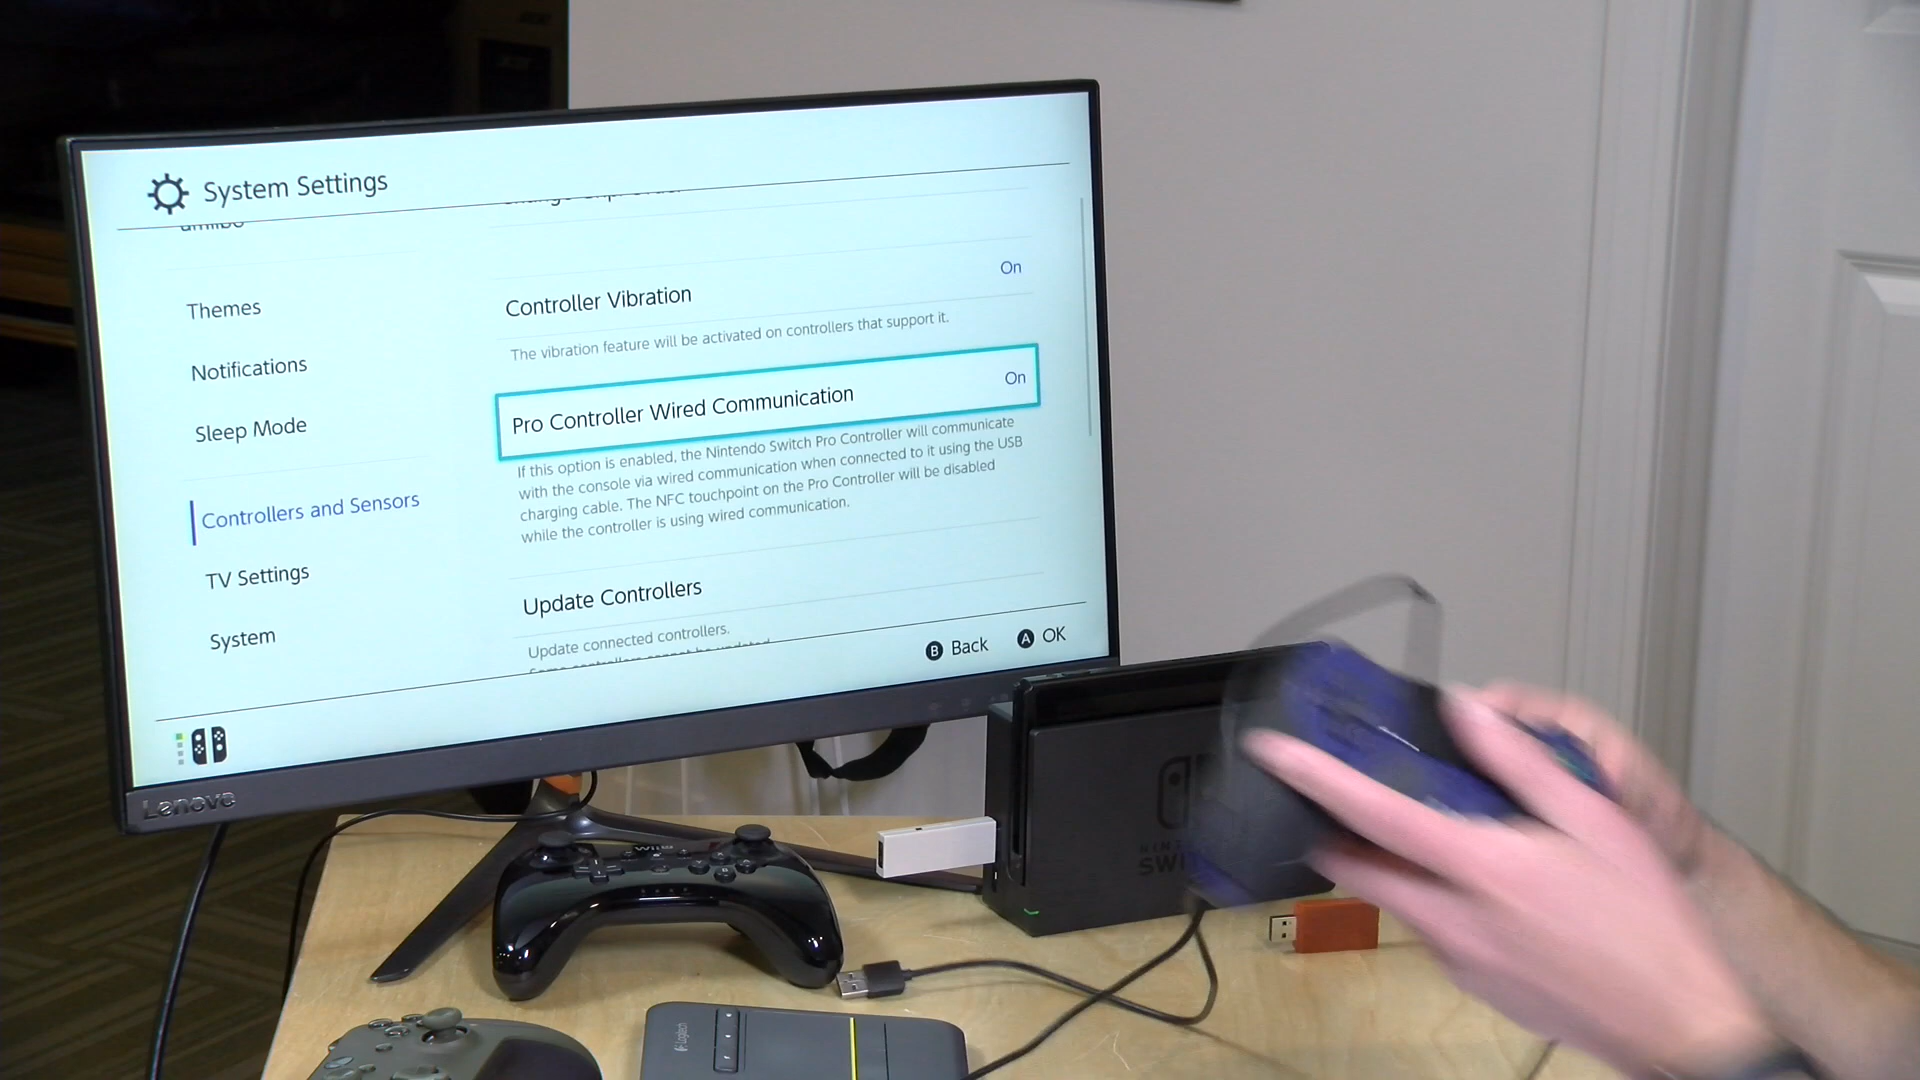 System Settings
amiibo
Themes
Notifications
Sleep Mode
Controllers and Sensors
TV Settings
System
Controller Vibration
On
The vibration feature will be activated on controllers that support it.
Pro Controller Wired Communication
On
If this option is enabled, the Nintendo Switch Pro Controller will communicate
with the console via wired communication when connected to it using the USB
charging cable. The NFC touchpoint on the Pro Controller will be disabled
while the controller is using wired communication.
Update Controllers
Update connected controllers.
B Back
A OK
Lenovo
Wii U
Logitech